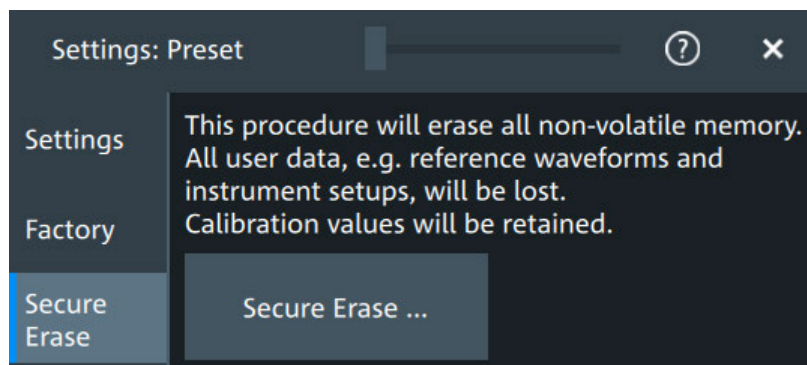 Settings: Preset
?
×
Settings
Factory
Secure
Erase
This procedure will erase all non-volatile memory.
All user data, e.g. reference waveforms and
instrument setups, will be lost.
Calibration values will be retained.
Secure Erase ...